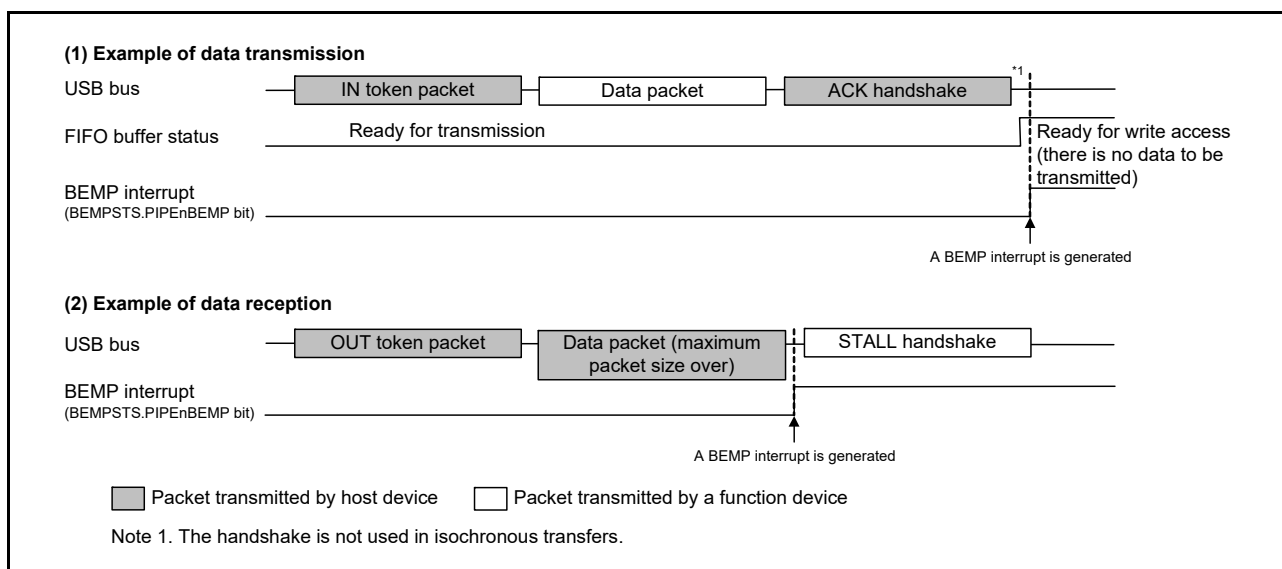 (1) Example of data transmission
*1
USB bus
IN token packet
Data packet
ACK handshake
FIFO buffer status
Ready for transmission
Ready for write access
(there is no data to be
transmitted)
BEMP interrupt
(BEMPSTS.PIPEnBEMP bit)
A BEMP interrupt is generated
(2) Example of data reception
USB bus
OUT token packet
Data packet (maximum
packet size over)
STALL handshake
BEMP interrupt
(BEMPSTS.PIPEnBEMP bit)
A BEMP interrupt is generated
Packet transmitted by host device
Packet transmitted by a function device
Note 1. The handshake is not used in isochronous transfers.